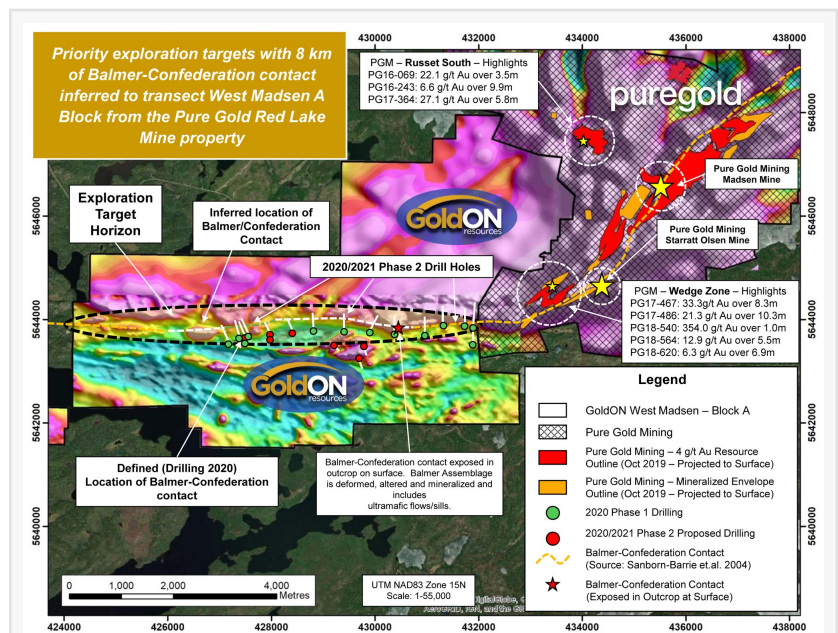 Priority exploration targets with 8 km
of Balmer-Confederation contact
inferred to transect West Madsen A
Block from the Pure Gold Red Lake
Mine property
430000
432000
434000
436000
438000
PGM – Russet South – Highlights
PG16-069: 22.1 g/t Au over 3.5m
PG16-243: 6.6 g/t Au over 9.9m
PG17-364: 27.1 g/t Au over 5.8m
puregold
5648000
Pure Gold Mining
Madsen Mine
5646000
5646000
Exploration
Target
Horizon
Inferred location of
Balmer/Confederation
Contact
GoldON
resources
Pure Gold Mining
Starratt Olsen Mine
2020/2021 Phase 2 Drill Holes
PGM – Wedge Zone – Highlights
PG17-467: 33.3g/t Au over 8.3m
PG17-486: 21.3 g/t Au over 10.3m
PG18-540: 354.0 g/t Au over 1.0m
PG18-564: 12.9 g/t Au over 5.5m
PG18-620: 6.3 g/t Au over 6.9m
5644000
5644000
GoldON
resources
Legend
GoldON West Madsen – Block A
Pure Gold Mining
Pure Gold Mining – 4 g/t Au Resource
Outline (Oct 2019 – Projected to Surface)
Pure Gold Mining – Mineralized Envelope
Outline (Oct 2019 – Projected to Surface)
2020 Phase 1 Drilling
2020/2021 Phase 2 Proposed Drilling
Balmer-Confederation Contact
(Source: Sanborn-Barrie et.al. 2004)
Balmer-Confederation Contact
(Exposed in Outcrop at Surface)
5642000
5642000
Defined (Drilling 2020)
Location of Balmer-Confederation
contact
Balmer-Confederation contact exposed in
outcrop on surface. Balmer Assemblage
is deformed, altered and mineralized and
includes
ultramafic flows/sills.
5640000
5640000
0 1,000 2,000 4,000
Metres
UTM NAD83 Zone 15N
Scale: 1-55,000
424000
426000
428000
430000
432000
434000
436000
438000